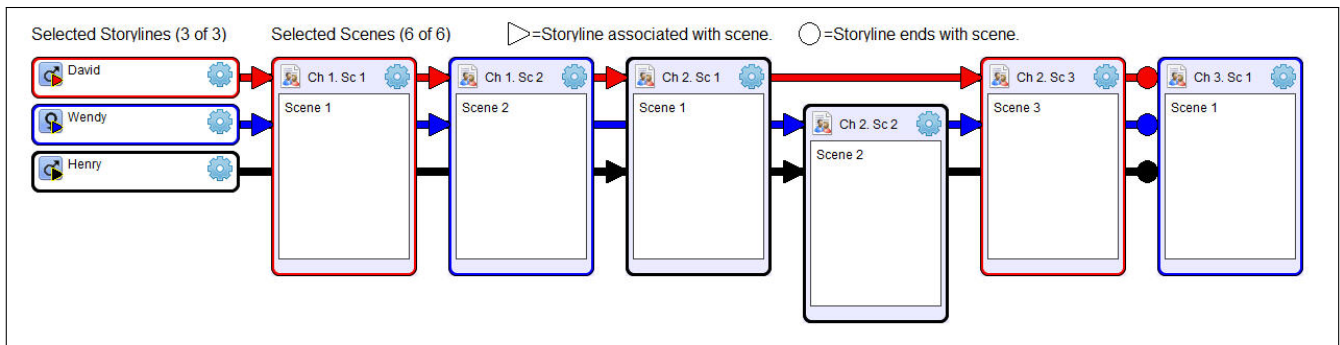 Selected Storylines (3 of 3)
Selected Scenes (6 of 6)
=Storyline associated with scene.
=Storyline ends with scene.
David
Wendy
Henry
Ch 1. Sc 1
Scene 1
Ch 1. Sc 2
Scene 2
Ch 2. Sc 1
Scene 1
Ch 2. Sc 2
Scene 2
Ch 2. Sc 3
Scene 3
Ch 3. Sc 1
Scene 1